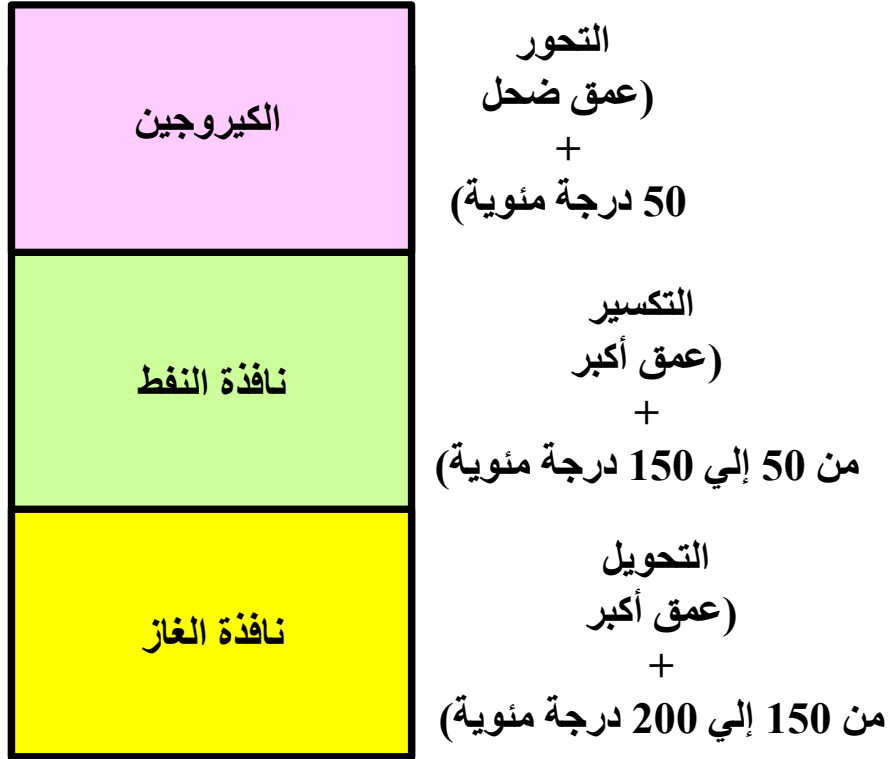 الكيروجين
التحور
(عمق ضحل
+
50 درجة مئوية)
نافذة النفط
التكسير
(عمق أكبر
+
من 50 إلي 150 درجة مئوية)
نافذة الغاز
التحويل
(عمق أكبر
+
من 150 إلي 200 درجة مئوية)